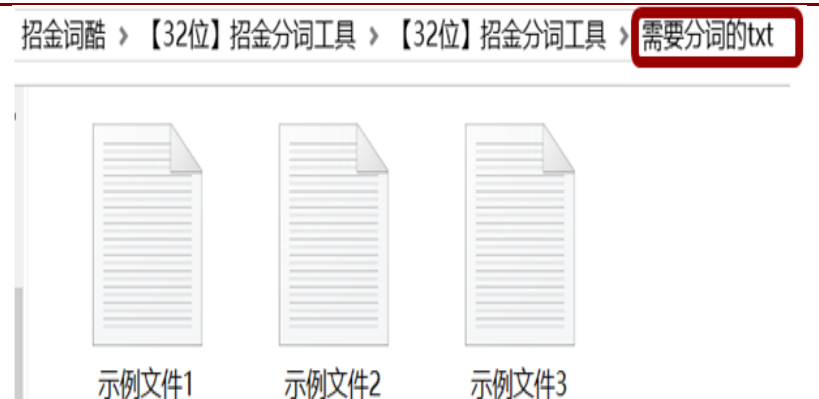 招金词酷 > 【32位】招金分词工具 > 【32位】招金分词工具 > 需要分词的txt
示例文件1 示例文件2 示例文件3